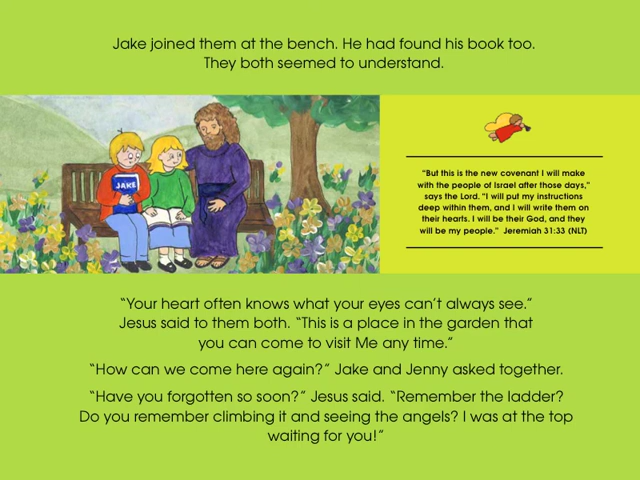 Jake joined them at the bench. He had found his book too.
They both seemed to understand.
JAKE
“But this is the new covenant I will make
with the people of Israel after those days,”
says the Lord. “I will put my instructions
deep within them, and I will write them on
their hearts. I will be their God, and they
will be my people.” Jeremiah 31:33 (NLT)
“Your heart often knows what your eyes can’t always see.”
Jesus said to them both. “This is a place in the garden that
you can come to visit Me any time.”
“How can we come here again?” Jake and Jenny asked together.
“Have you forgotten so soon?” Jesus said. “Remember the ladder?
Do you remember climbing it and seeing the angels? I was at the top
waiting for you!”